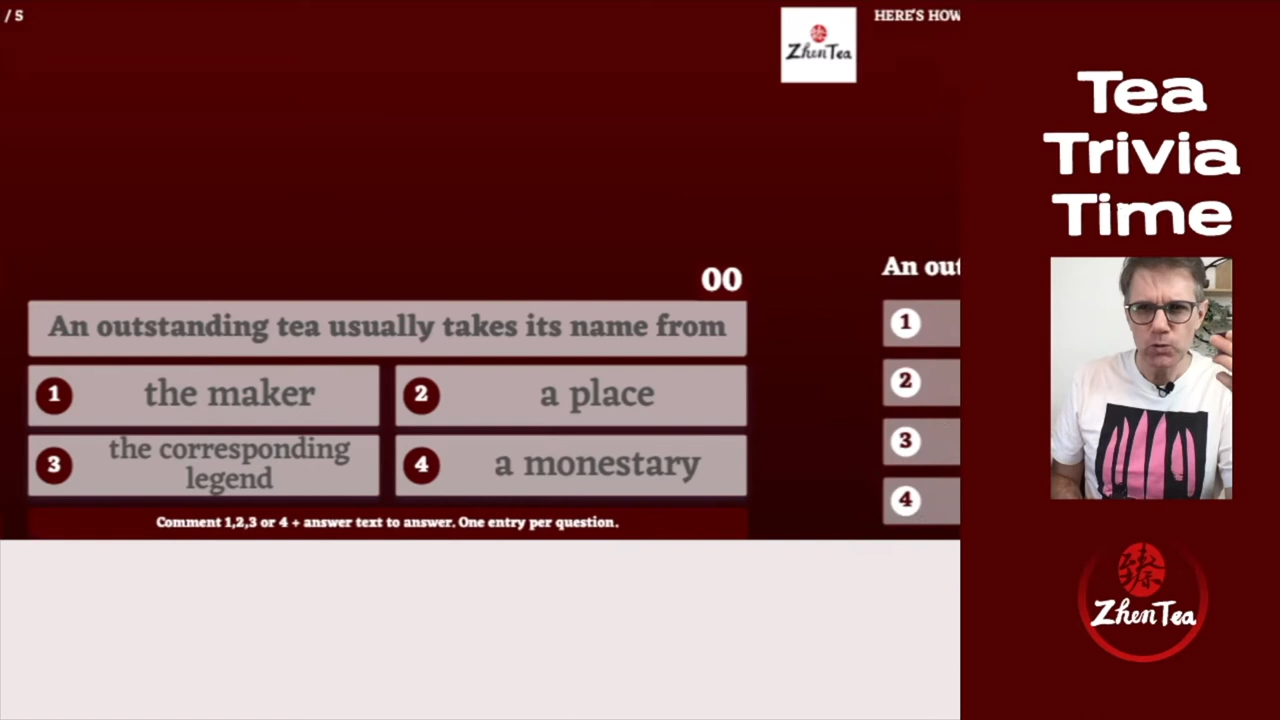 / 5
ZhenTea
HERE'S HOW
Tea
Trivia
Time
00
An outstanding tea usually takes its name from
1 the maker
2 a place
3 the corresponding
legend
4 a monestary
Comment 1,2,3 or 4 + answer text to answer. One entry per question.
An out
1
2
3
4
臻
ZhenTea